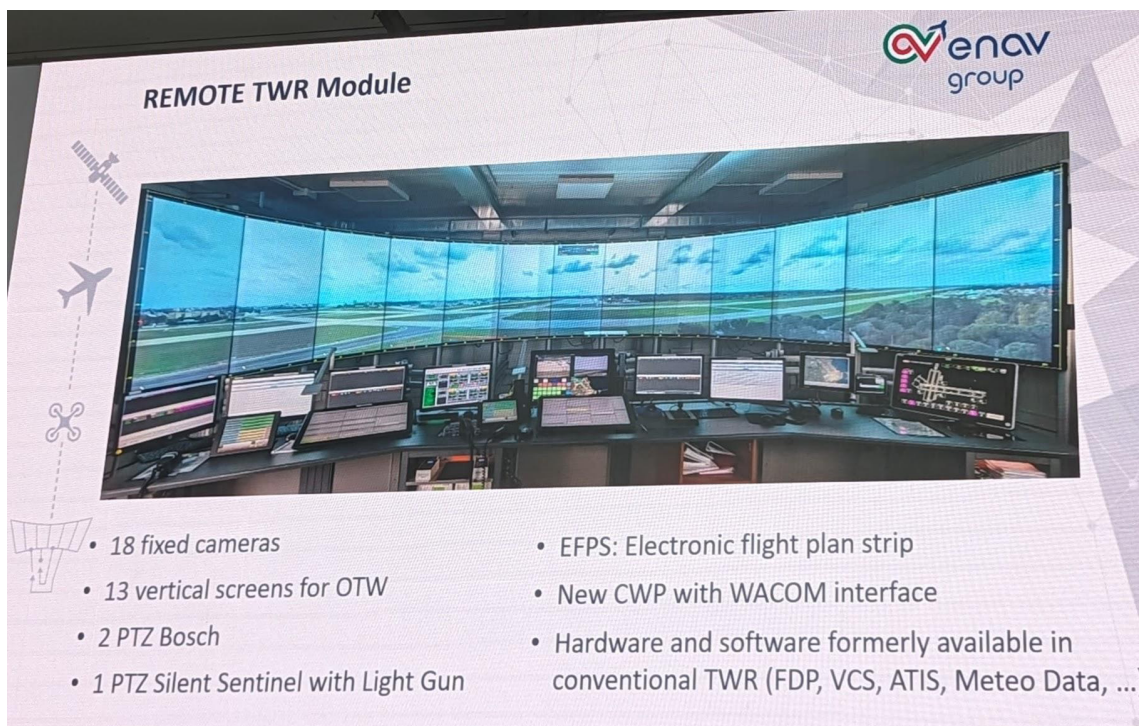 REMOTE TWR Module
enav
group
• 18 fixed cameras
• 13 vertical screens for OTW
• 2 PTZ Bosch
• 1 PTZ Silent Sentinel with Light Gun
• EFPS: Electronic flight plan strip
• New CWP with WACOM interface
• Hardware and software formerly available in
conventional TWR (FDP, VCS, ATIS, Meteo Data, ...